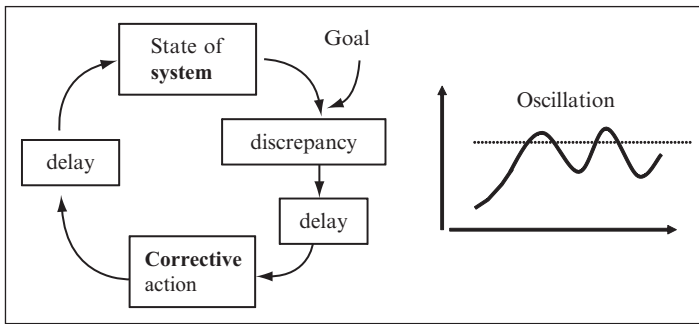 State of
system
Goal
discrepancy
delay
delay
Corrective
action
Oscillation